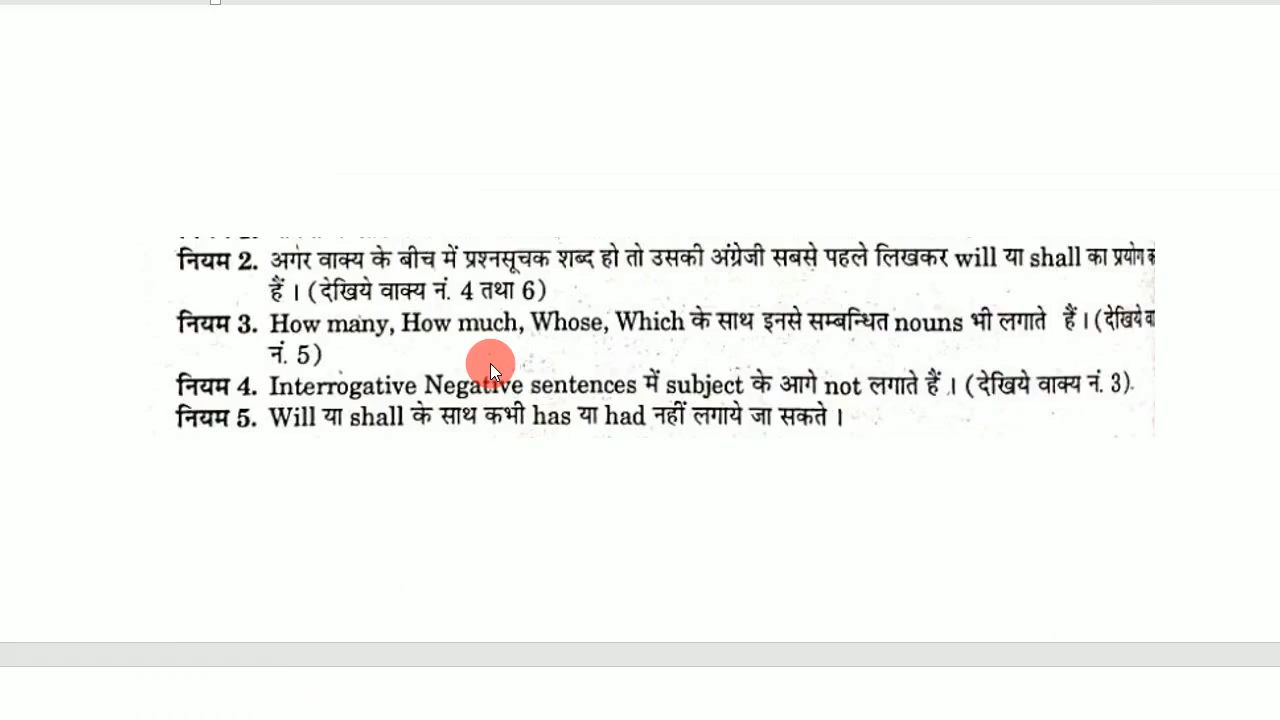 नियम 2. अगर वाक्य के बीच में प्रश्नसूचक शब्द हो तो उसकी अंग्रेजी सबसे पहले लिखकर will या shall का प्रयोग
हैं । (देखिये वाक्य नं. 4 तथा 6)
नियम 3. How many, How much, Whose, Which के साथ इनसे सम्बन्धित nouns भी लगाते हैं । (देखिये
नं. 5)
नियम 4. Interrogative Negative sentences में subject के आगे not लगाते हैं । (देखिये वाक्य नं. 3).
नियम 5. Will या shall के साथ कभी has या had नहीं लगाये जा सकते ।